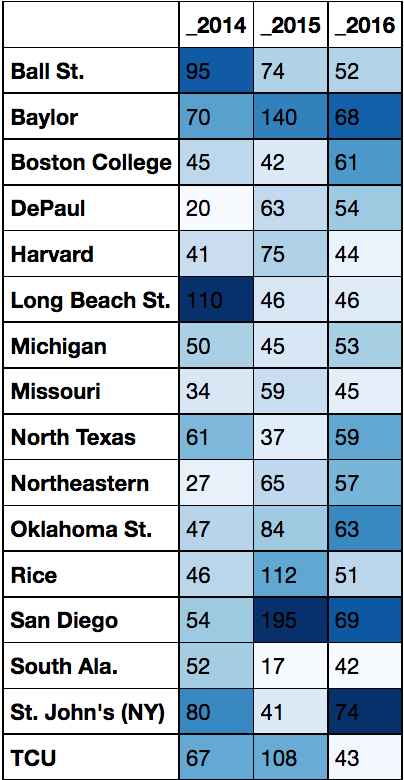 _2014 _2015 _2016
Ball St. 95 74 52
Baylor 70 140 68
Boston College 45 42 61
DePaul 20 63 54
Harvard 41 75 44
Long Beach St. 110 46 46
Michigan 50 45 53
Missouri 34 59 45
North Texas 61 37 59
Northeastern 27 65 57
Oklahoma St. 47 84 63
Rice 46 112 51
San Diego 54 195 69
South Ala. 52 17 42
St. John's (NY) 80 41 74
TCU 67 108 43